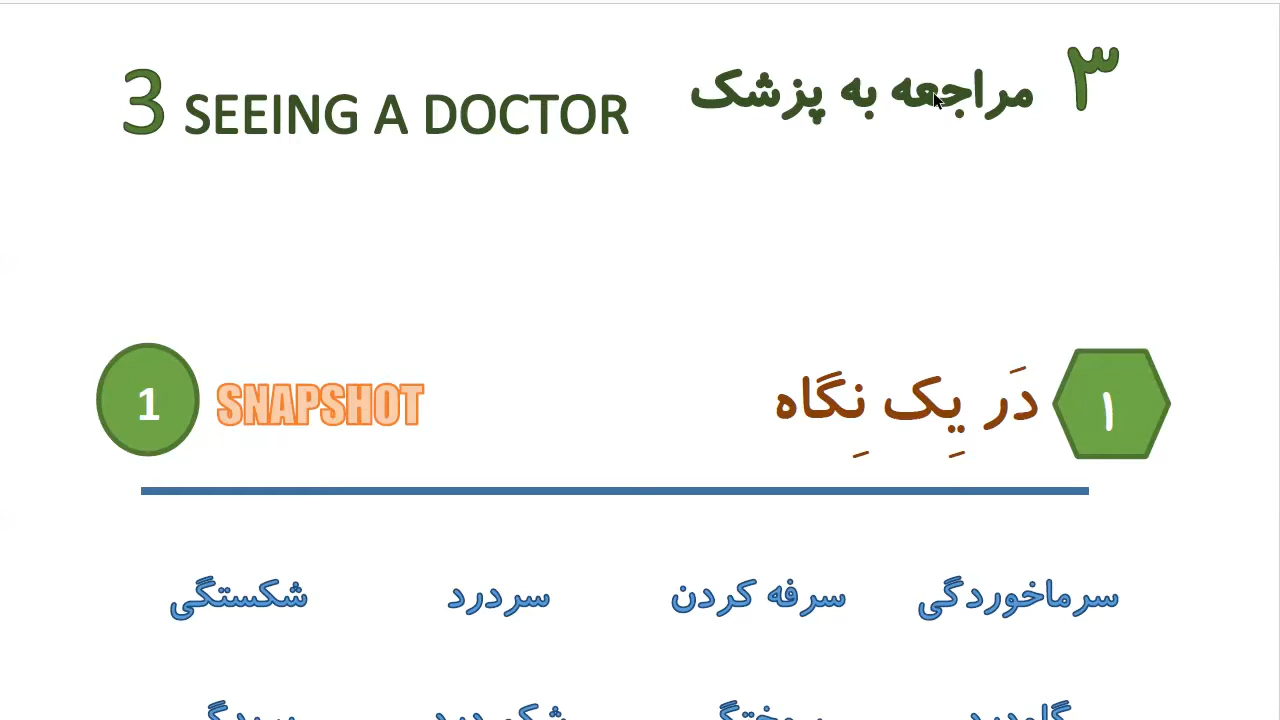 3 SEEING A DOCTOR
۳ مراجعه به پزشک
1 SNAPSHOT
۱ دَر یِک نِگاه
سرماخوردگی سرفه کردن سردرد شکستگی